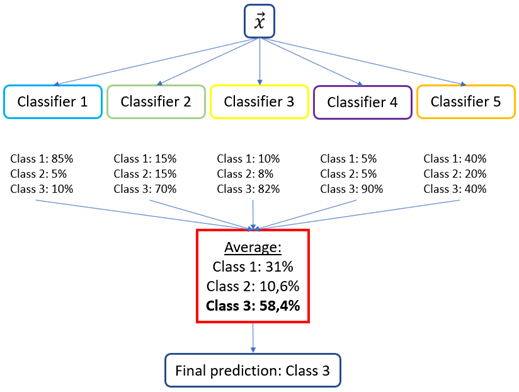 x
Classifier 1
Classifier 2
Classifier 3
Classifier 4
Classifier 5
Class 1: 85%
Class 2: 5%
Class 3: 10%
Class 1: 15%
Class 2: 15%
Class 3: 70%
Class 1: 10%
Class 2: 8%
Class 3: 82%
Class 1: 5%
Class 2: 5%
Class 3: 90%
Class 1: 40%
Class 2: 20%
Class 3: 40%
Average:
Class 1: 31%
Class 2: 10,6%
Class 3: 58,4%
Final prediction: Class 3